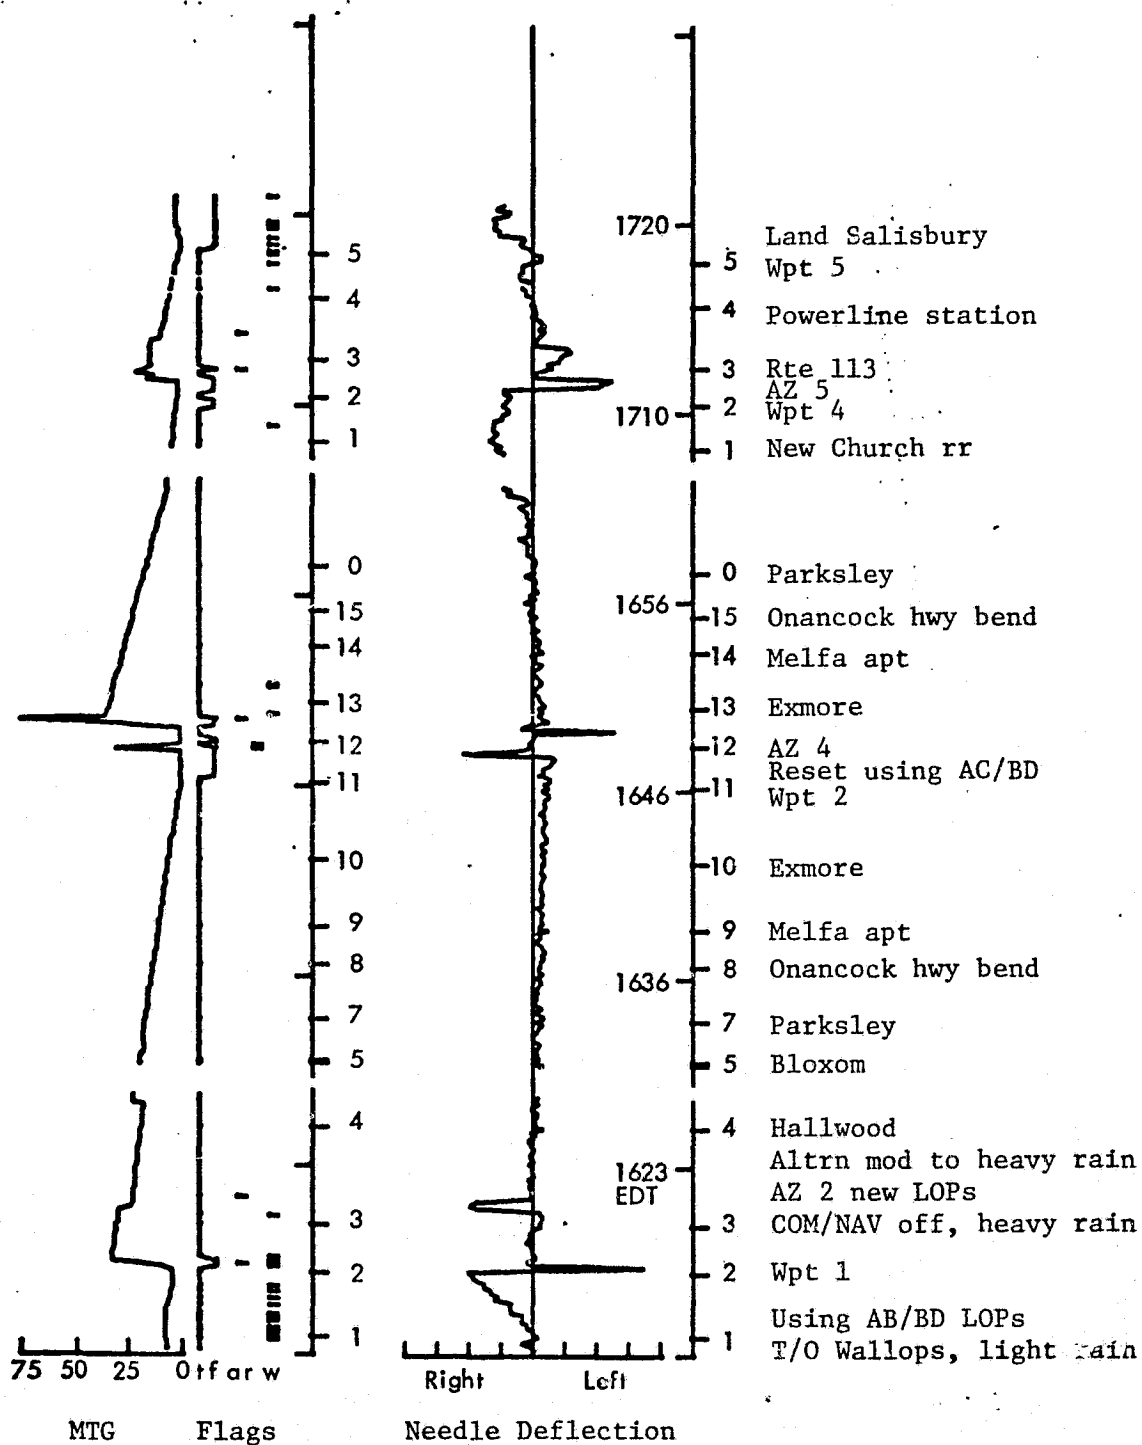 1720
Land Salisbury
5 5 Wpt 5
4 4 Powerline station
3 3 Rte 113
AZ 5
2 2 Wpt 4
1710
1 1 New Church rr
0 0 Parksley
1656
15 15 Onancock hwy bend
14 14 Melfa apt
13 13 Exmore
12 12 AZ 4
Reset using AC/BD
11 1646 11 Wpt 2
10 10 Exmore
9 9 Melfa apt
8 8 Onancock hwy bend
1636
7 7 Parksley
5 5 Bloxom
4 4 Hallwood
Altrn mod to heavy rain
1623
EDT AZ 2 new LOPs
3 3 COM/NAV off, heavy rain
2 2 Wpt 1
Using AB/BD LOPs
1 1 T/O Wallops, light rain
75 50 25 0 t f a r w Right Left
MTG Flags Needle Deflection